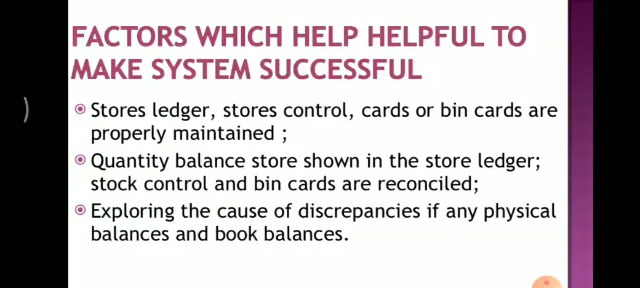 FACTORS WHICH HELP HELPFUL TO
MAKE SYSTEM SUCCESSFUL
Stores ledger, stores control, cards or bin cards are
properly maintained ;
Quantity balance store shown in the store ledger;
stock control and bin cards are reconciled;
Exploring the cause of discrepancies if any physical
balances and book balances.